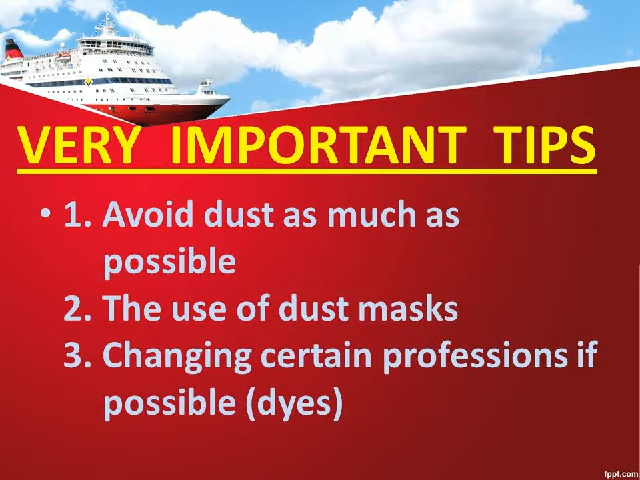 VERY IMPORTANT TIPS
• 1. Avoid dust as much as
possible
2. The use of dust masks
3. Changing certain professions if
possible (dyes)
fppt.com